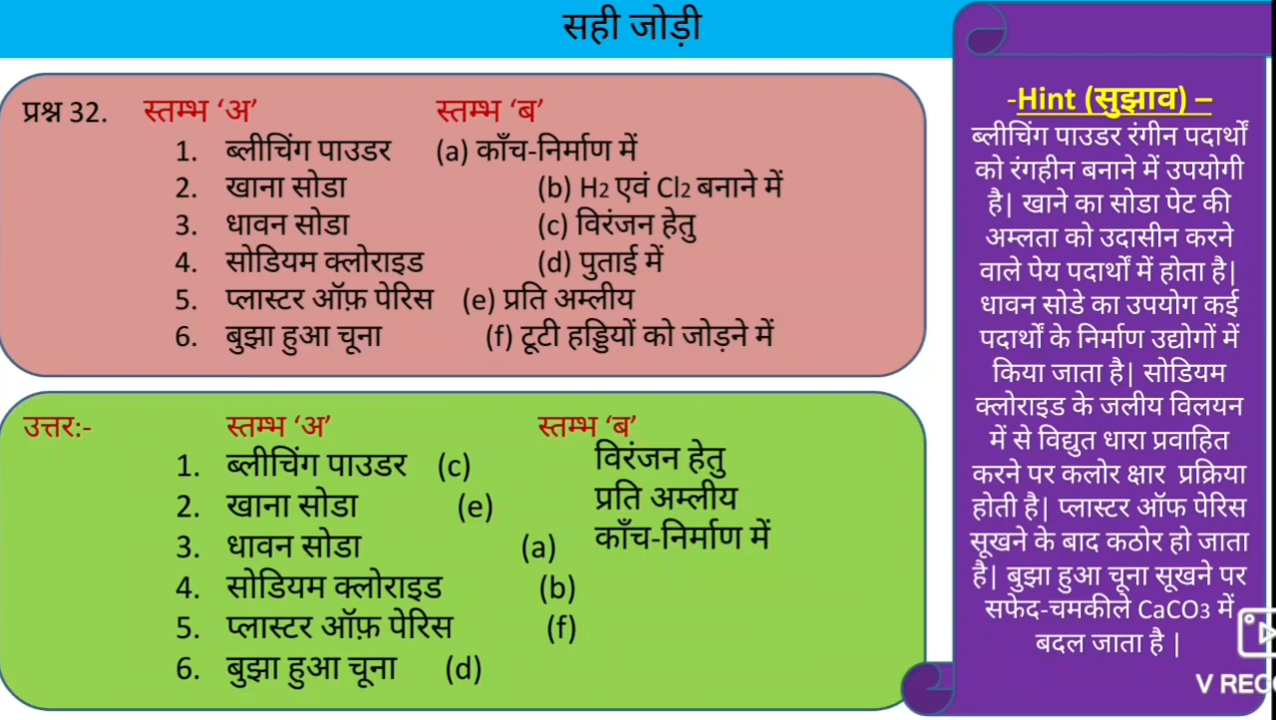 सही जोड़ी
प्रश्न 32. स्तम्भ ‘अ’ स्तम्भ ‘ब’
1. ब्लीचिंग पाउडर (a) काँच-निर्माण में
2. खाना सोडा (b) H2 एवं Cl2 बनाने में
3. धावन सोडा (c) विरंजन हेतु
4. सोडियम क्लोराइड (d) पुताई में
5. प्लास्टर ऑफ़ पेरिस (e) प्रति अम्लीय
6. बुझा हुआ चूना (f) टूटी हड्डियों को जोड़ने में
उत्तर:- स्तम्भ ‘अ’ स्तम्भ ‘ब’
1. ब्लीचिंग पाउडर (c) विरंजन हेतु
2. खाना सोडा (e) प्रति अम्लीय
3. धावन सोडा (a) काँच-निर्माण में
4. सोडियम क्लोराइड (b)
5. प्लास्टर ऑफ़ पेरिस (f)
6. बुझा हुआ चूना (d)
-Hint (सुझाव) –
ब्लीचिंग पाउडर रंगीन पदार्थों
को रंगहीन बनाने में उपयोगी
है| खाने का सोडा पेट की
अम्लता को उदासीन करने
वाले पेय पदार्थों में होता है|
धावन सोडे का उपयोग कई
पदार्थों के निर्माण उद्योगों में
किया जाता है| सोडियम
क्लोराइड के जलीय विलयन
में से विद्युत धारा प्रवाहित
करने पर कलोर क्षार प्रक्रिया
होती है| प्लास्टर ऑफ पेरिस
सूखने के बाद कठोर हो जाता
है| बुझा हुआ चूना सूखने पर
सफेद-चमकीले CaCO3 में
बदल जाता है |
V REC